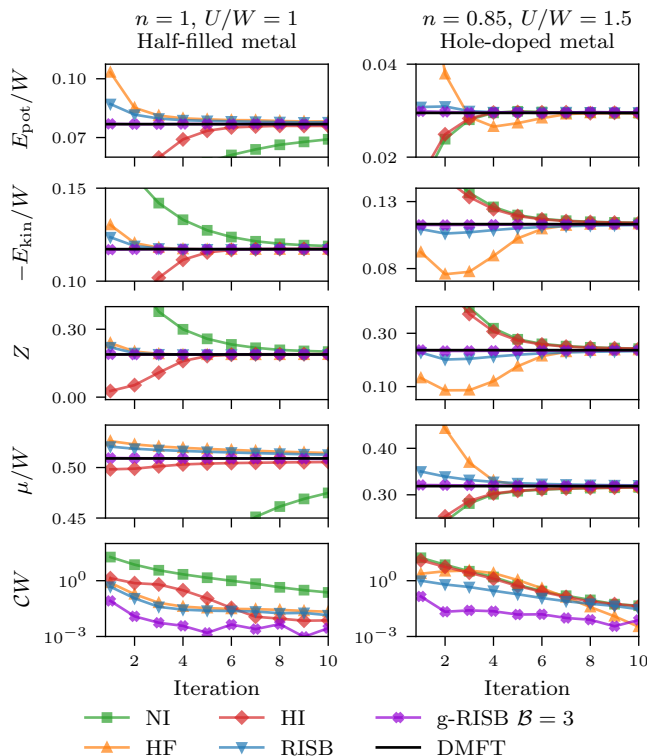 n = 1, U/W = 1
Half-filled metal
n = 0.85, U/W = 1.5
Hole-doped metal
E_pot/W
0.10
0.07
0.04
0.02
−E_kin/W
0.15
0.10
0.13
0.08
Z
0.30
0.00
0.30
0.10
μ/W
0.50
0.45
0.40
0.30
𝒞W
10^0
10^−3
10^0
10^−3
2 4 6 8 10
2 4 6 8 10
Iteration
Iteration
NI HI g-RISB ℬ = 3
HF RISB DMFT